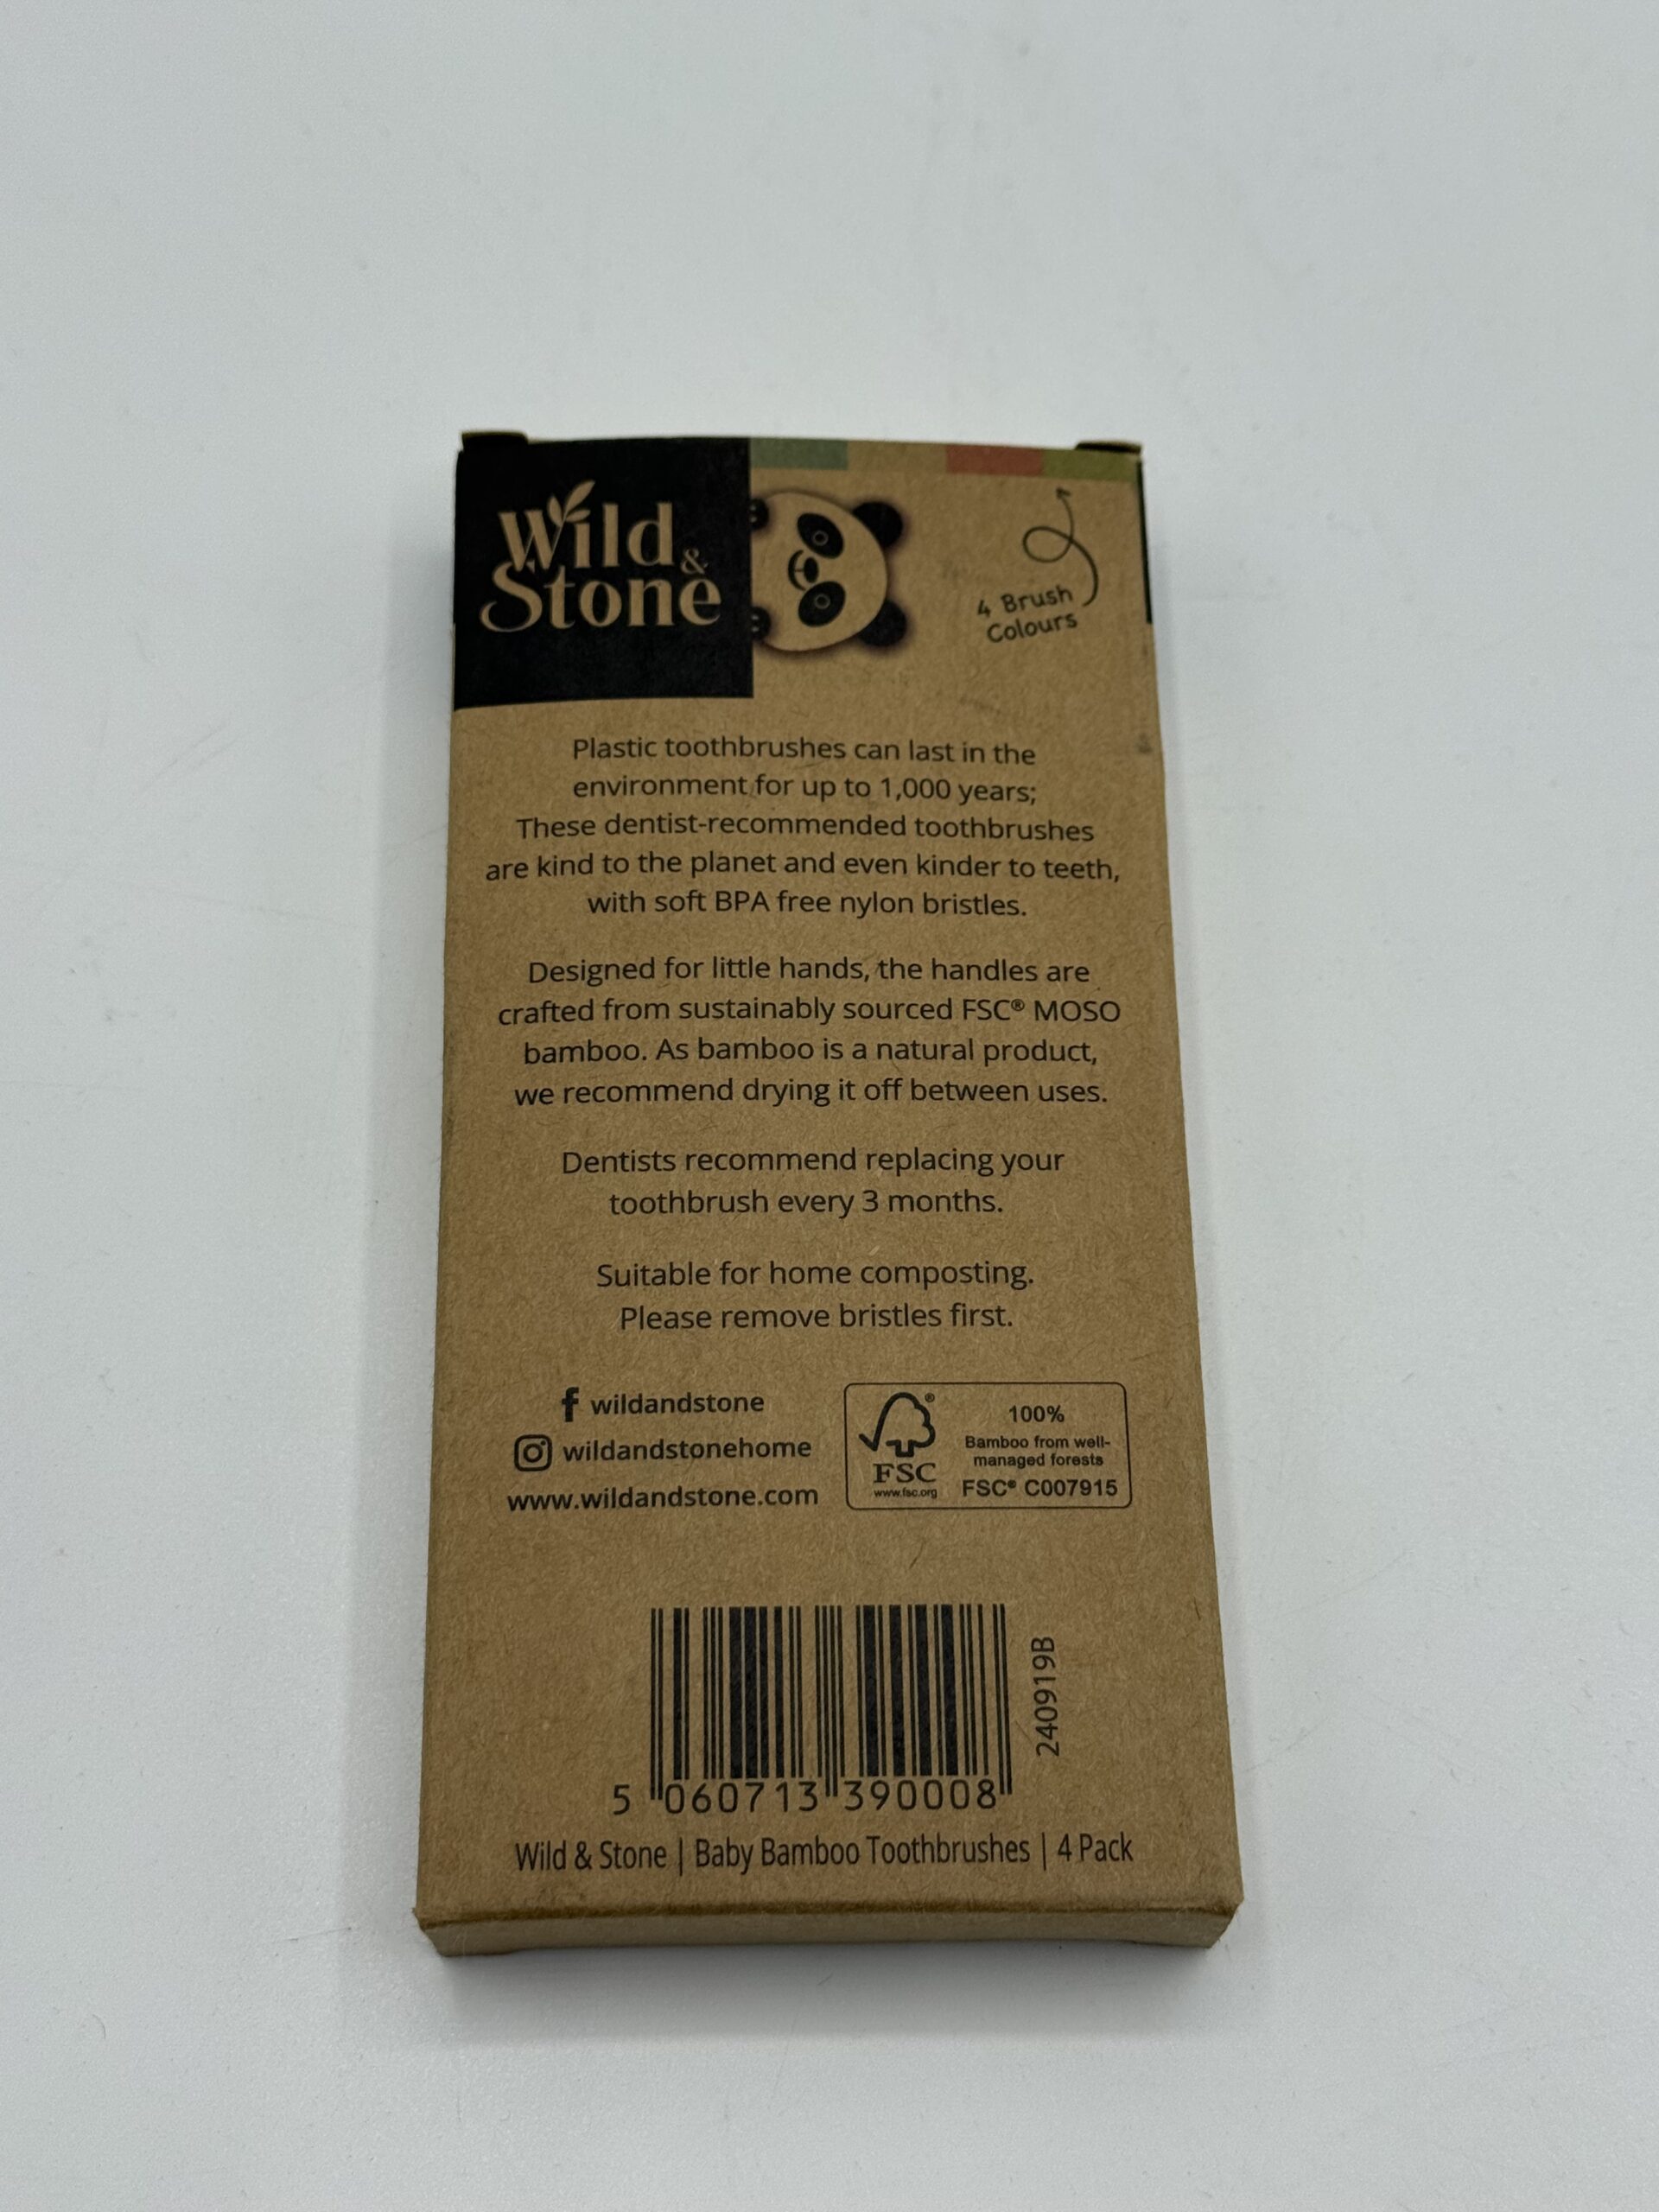 Wild &
Stone
4 Brush
Colours
Plastic toothbrushes can last in the
environment for up to 1,000 years;
These dentist-recommended toothbrushes
are kind to the planet and even kinder to teeth,
with soft BPA free nylon bristles.
Designed for little hands, the handles are
crafted from sustainably sourced FSC® MOSO
bamboo. As bamboo is a natural product,
we recommend drying it off between uses.
Dentists recommend replacing your
toothbrush every 3 months.
Suitable for home composting.
Please remove bristles first.
wildandstone
wildandstonehome
www.wildandstone.com
®
FSC
www.fsc.org
100%
Bamboo from well-
managed forests
FSC® C007915
240919B
5 060713 390008
Wild & Stone | Baby Bamboo Toothbrushes | 4 Pack